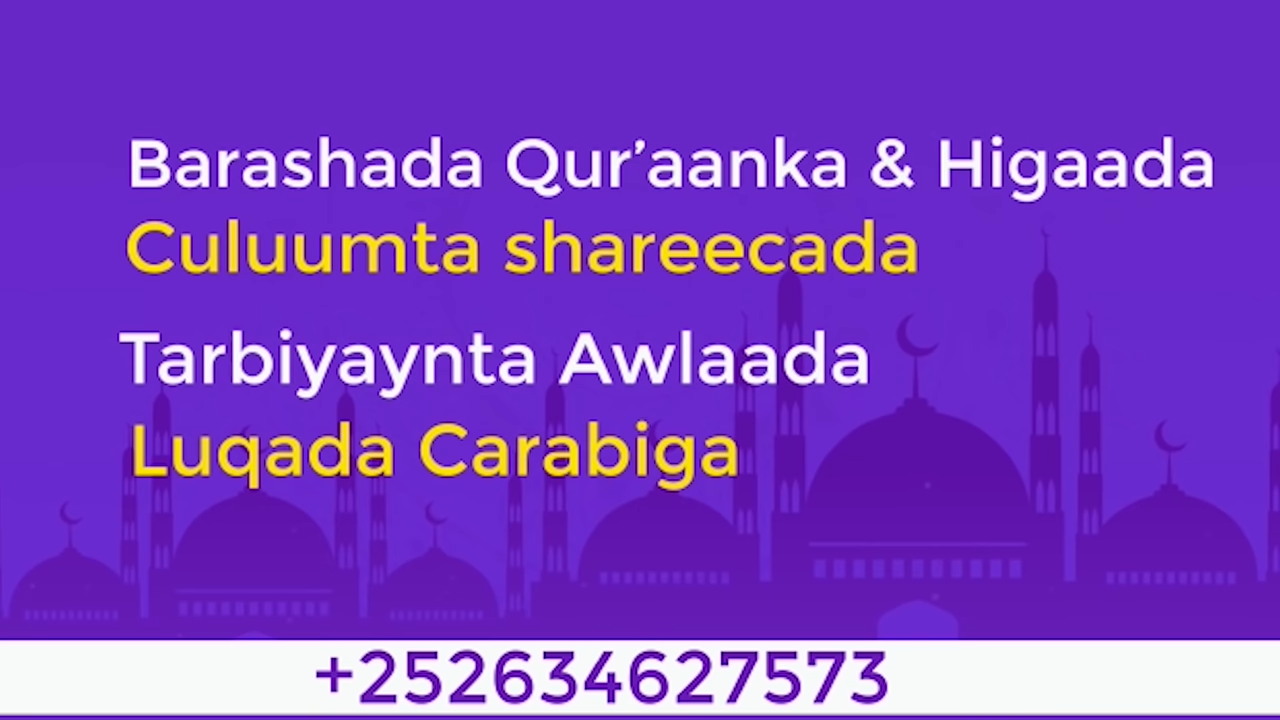 Barashada Qur’aanka & Higaada
Culuumta shareecada
Tarbiyaynta Awlaada
Luqada Carabiga
+252634627573